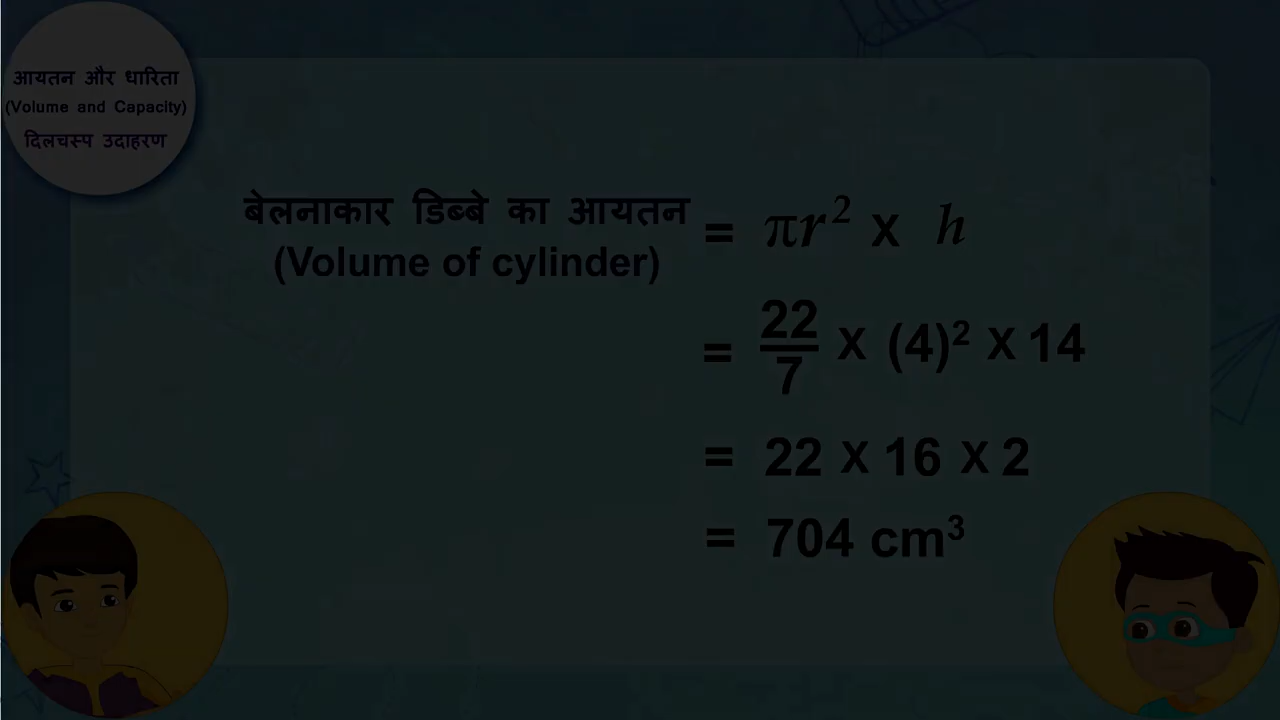 आयतन और धारिता
(Volume and Capacity)
दिलचस्प उदाहरण
बेलनाकार डिब्बे का आयतन
(Volume of cylinder)
= πr² x h
= 22/7 x (4)² x 14
= 22 x 16 x 2
= 704 cm³